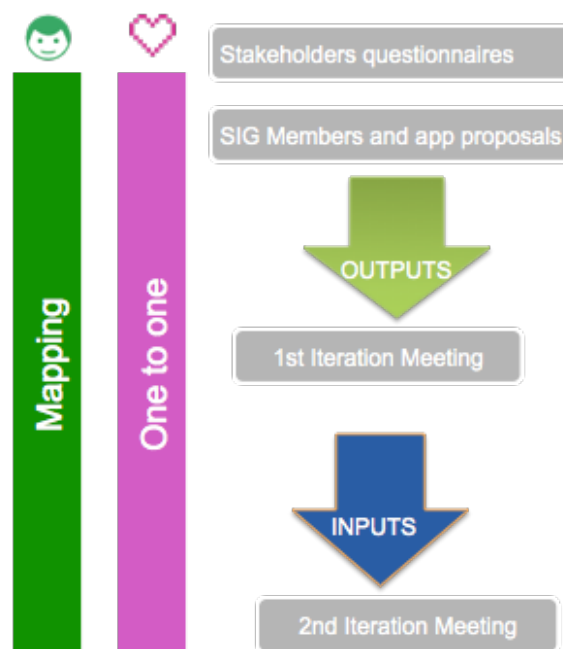 Stakeholders questionnaires
SIG Members and app proposals
OUTPUTS
1st Iteration Meeting
INPUTS
2nd Iteration Meeting
Mapping
One to one